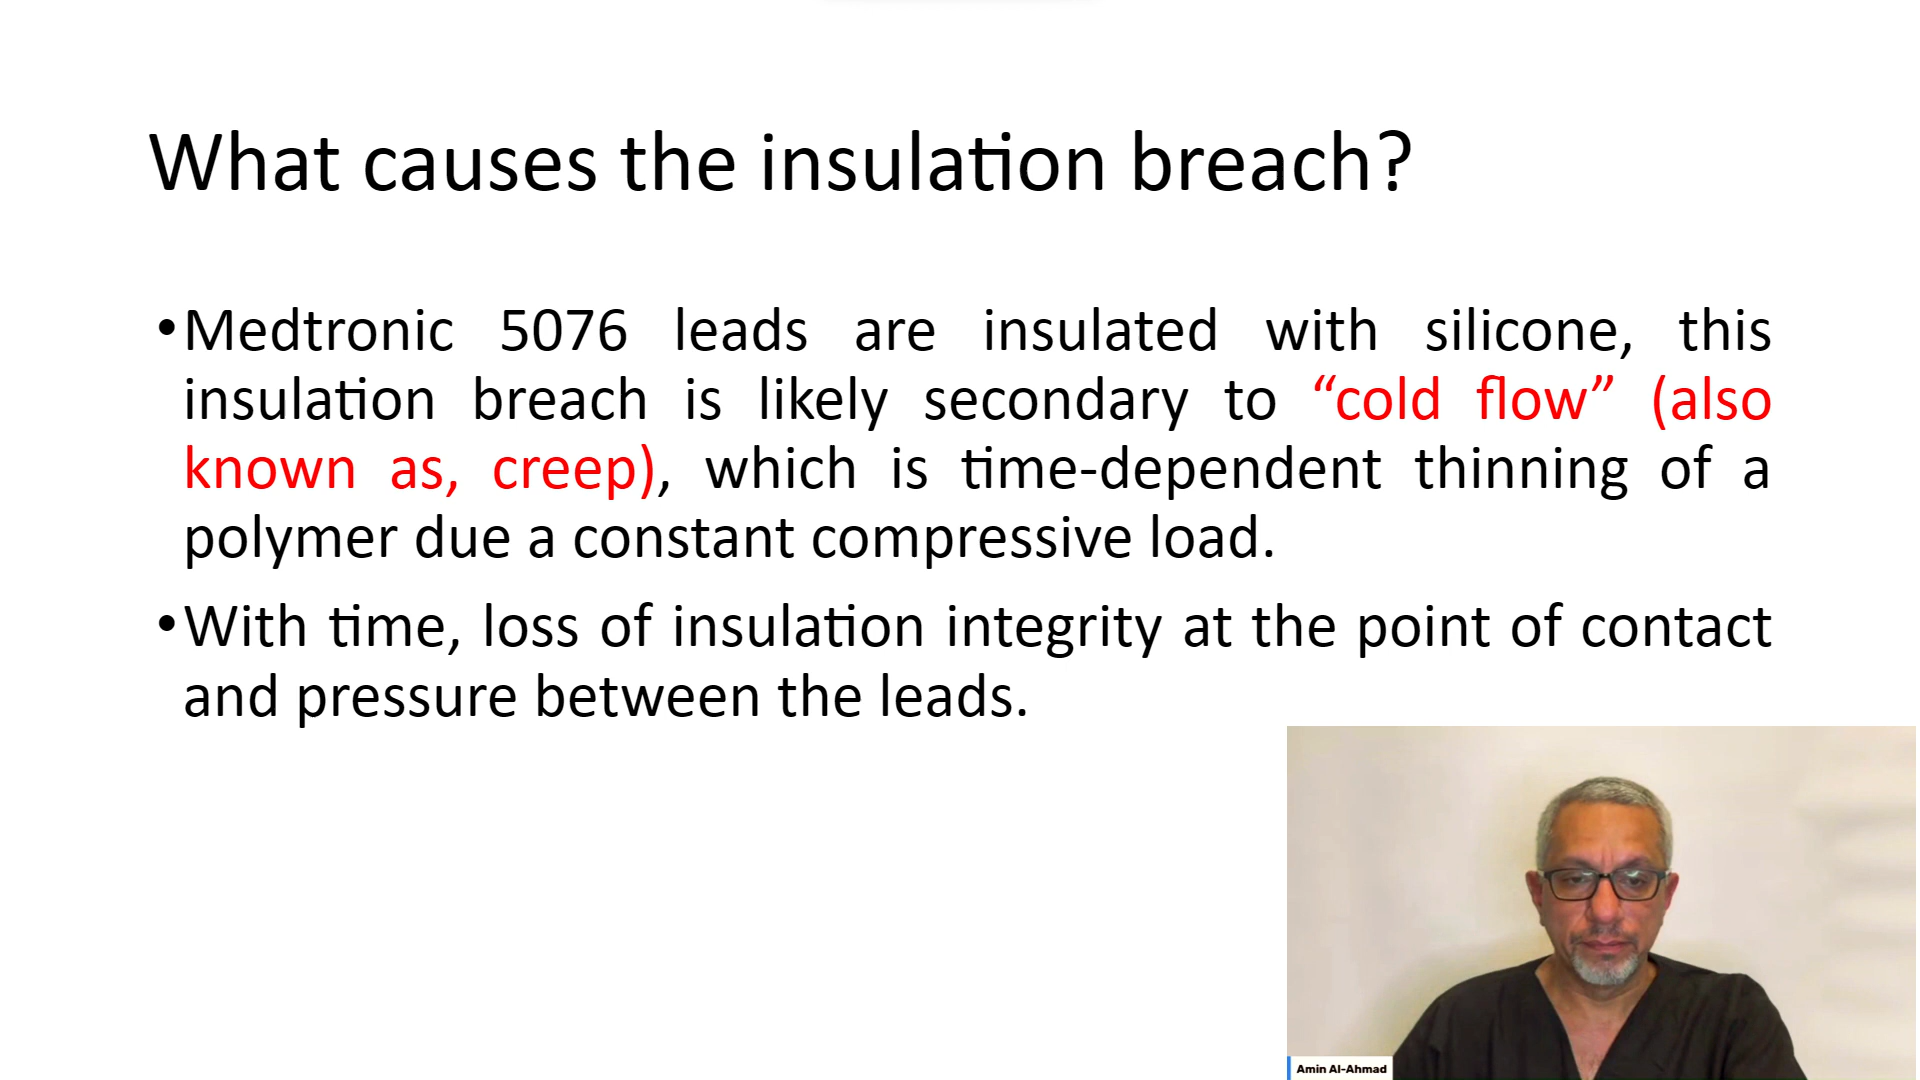 What causes the insulation breach?
•Medtronic 5076 leads are insulated with silicone, this
insulation breach is likely secondary to “cold flow” (also
known as, creep), which is time-dependent thinning of a
polymer due a constant compressive load.
•With time, loss of insulation integrity at the point of contact
and pressure between the leads.
Amin Al-Ahmad